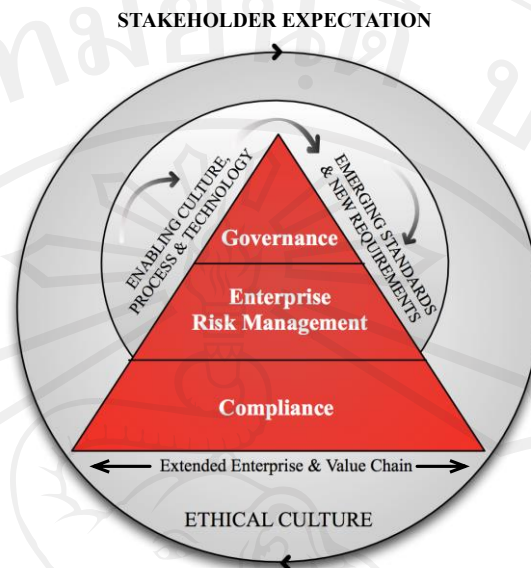 STAKEHOLDER EXPECTATION
ENABLING CULTURE,
PROCESS & TECHNOLOGY
EMERGING STANDARDS
& NEW REQUIREMENTS
Governance
Enterprise
Risk Management
Compliance
Extended Enterprise & Value Chain
ETHICAL CULTURE